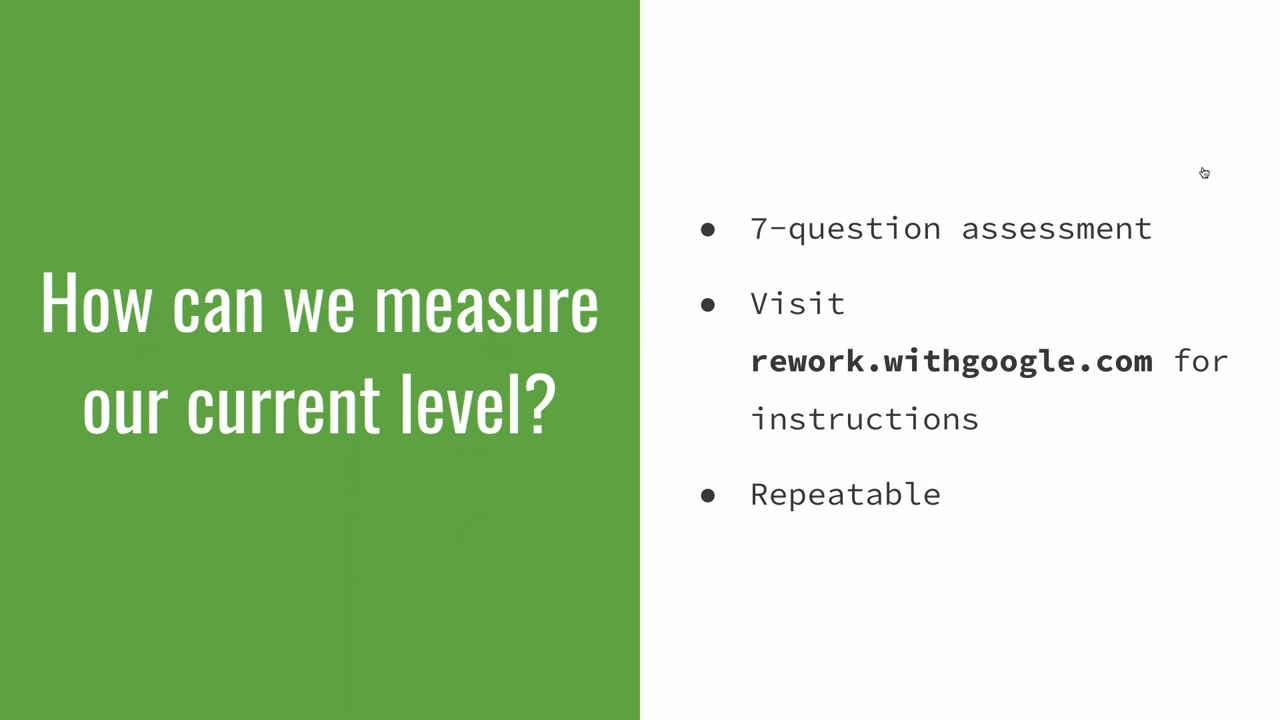 How can we measure
our current level?
● 7-question assessment
● Visit
rework.withgoogle.com for
instructions
● Repeatable